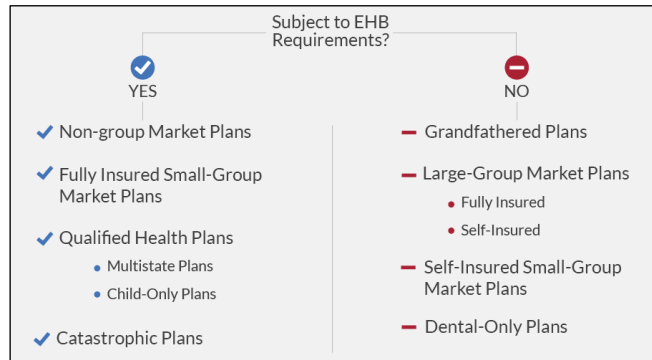 Subject to EHB
Requirements?
YES
Non-group Market Plans
Fully Insured Small-Group
Market Plans
Qualified Health Plans
Multistate Plans
Child-Only Plans
Catastrophic Plans
NO
Grandfathered Plans
Large-Group Market Plans
Fully Insured
Self-Insured
Self-Insured Small-Group
Market Plans
Dental-Only Plans